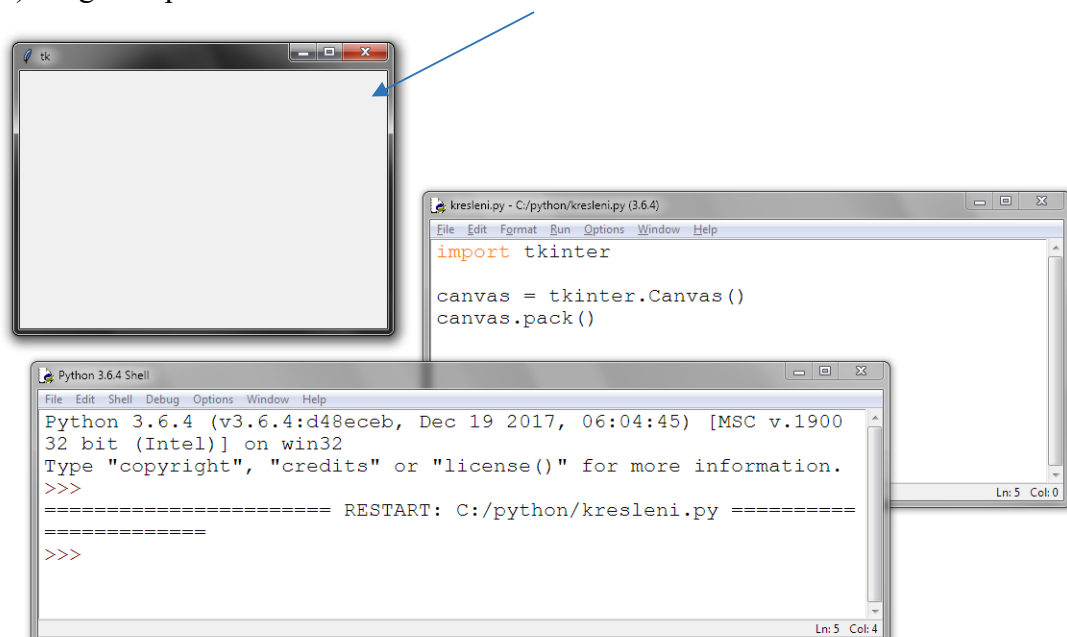 tk
kresleni.py - C:/python/kresleni.py (3.6.4)
File Edit Format Run Options Window Help
import tkinter
canvas = tkinter.Canvas()
canvas.pack()
Ln: 5 Col: 0
Python 3.6.4 Shell
File Edit Shell Debug Options Window Help
Python 3.6.4 (v3.6.4:d48eceb, Dec 19 2017, 06:04:45) [MSC v.1900
32 bit (Intel)] on win32
Type "copyright", "credits" or "license()" for more information.
>>>
======================= RESTART: C:/python/kresleni.py ==========
=============
>>>
Ln: 5 Col: 4